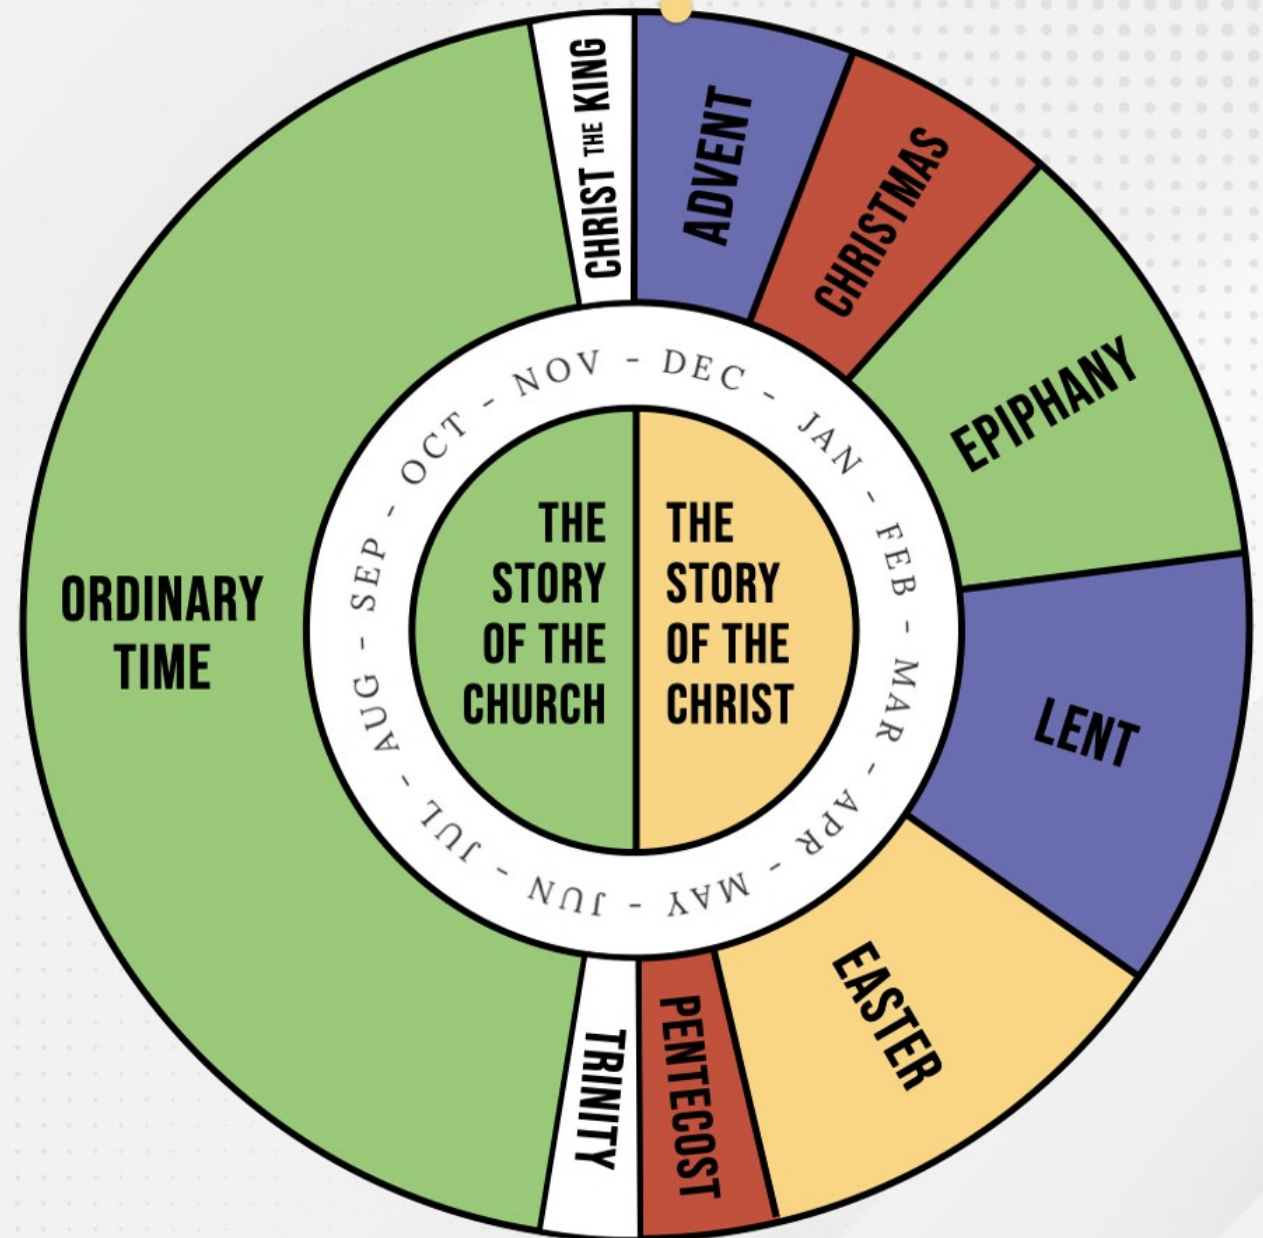 CHRIST THE KING
ADVENT
CHRISTMAS
EPIPHANY
LENT
EASTER
PENTECOST
TRINITY
ORDINARY
TIME
DEC - JAN - FEB - MAR - APR - MAY - JUN - JUL - AUG - SEP - OCT - NOV -
THE
STORY
OF THE
CHURCH
THE
STORY
OF THE
CHRIST